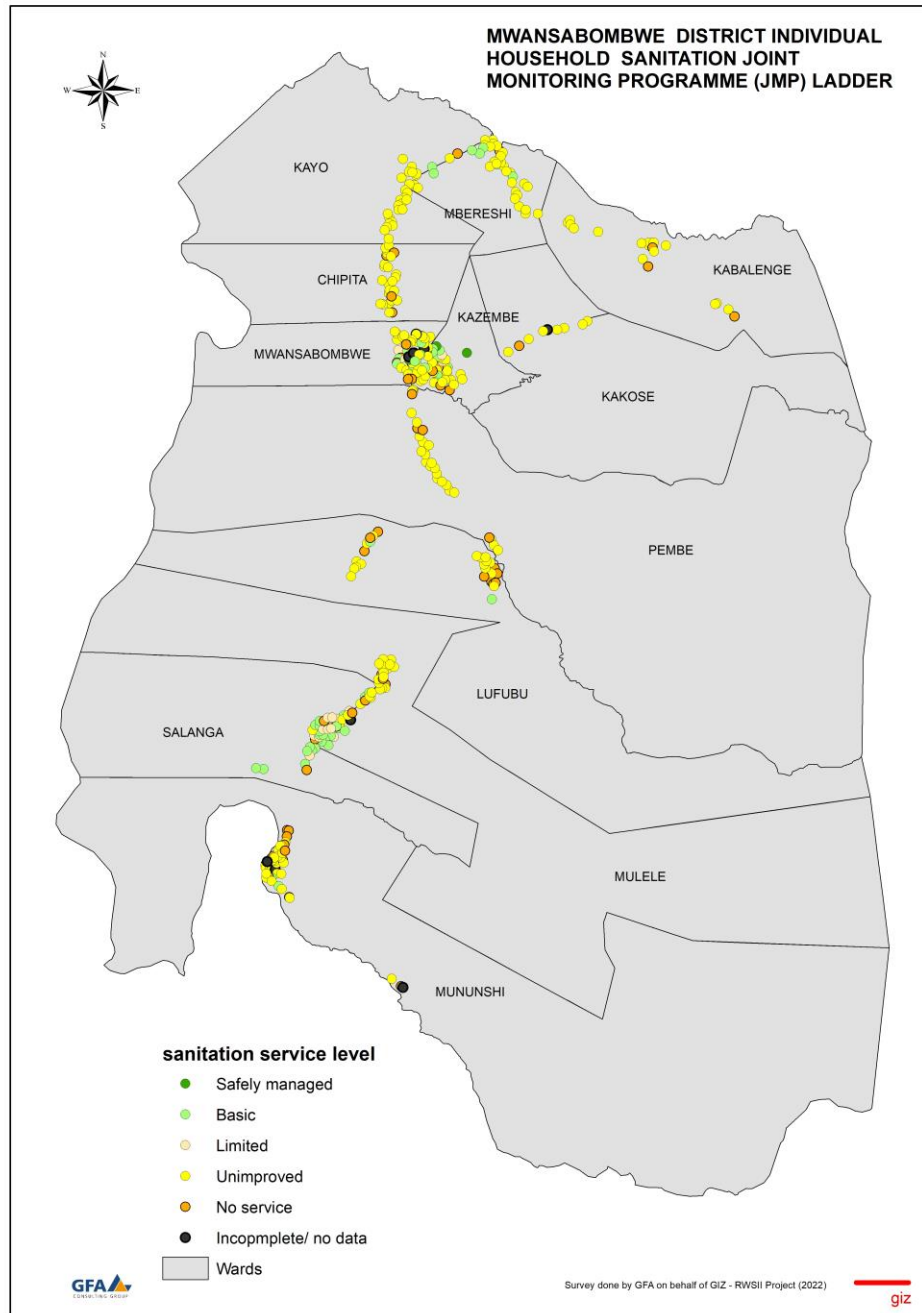 MWANSABOMBWE DISTRICT INDIVIDUAL
HOUSEHOLD SANITATION JOINT
MONITORING PROGRAMME (JMP) LADDER
N
W
E
S
KAYO
MBERESHI
KABALENGE
CHIPITA
KAZEMBE
MWANSABOMBWE
KAKOSE
PEMBE
LUFUBU
SALANGA
MULELE
MUNUNSHI
sanitation service level
Safely managed
Basic
Limited
Unimproved
No service
Incopmplete/ no data
Wards
GFA
CONSULTING GROUP
Survey done by GFA on behalf of GIZ - RWSII Project (2022)
giz